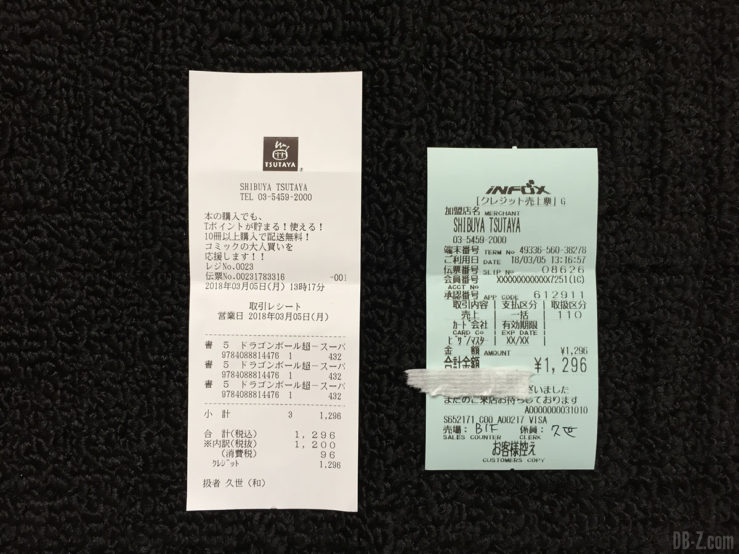 TSUTAYA
SHIBUYA TSUTAYA
TEL 03-5459-2000
本の購入でも、
Tポイントが貯まる！使える！
10冊以上購入で配送無料！
コミックの大人買いを
応援します！！
レジNo.0023
伝票No.00231783316 -001
2018年03月05日(月) 13時17分
取引レシート
営業日 2018年03月05日(月)
書 5 ドラゴンボール超－スーパ
9784088814476 1 432
書 5 ドラゴンボール超－スーパ
9784088814476 1 432
書 5 ドラゴンボール超－スーパ
9784088814476 1 432
小 計 3 1,296
合 計(税込) 1,296
※内訳(税抜) 1,200
(消費税) 96
クレジット 1,296
扱者 久世（和）
INFOX
[クレジット売上票] G
加盟店名 MERCHANT
SHIBUYA TSUTAYA
03-5459-2000
端末番号 TERM No 49336-560-38278
ご利用日 DATE 18/03/05 13:16:57
伝票番号 SLIP No 08626
会員番号 XXXXXXXXXXXX7251(IC)
ACCT No
承認番号 APP CODE 612911
取引内容 支払区分 取扱区分
売上 一括 110
カード会社 有効期限
CARD Co EXP DATE
ビザ/マスター XX/XX
金 額 AMOUNT ¥1,296
合計金額 ¥1,296
ざいました
またのご来店お待ちしております
A0000000031010
S652171 C00 A00217 VISA
売場: B1F 係員: 久世
SALES COUNTER CLERK
お客様控え
CUSTOMERS COPY
DB-Z.com